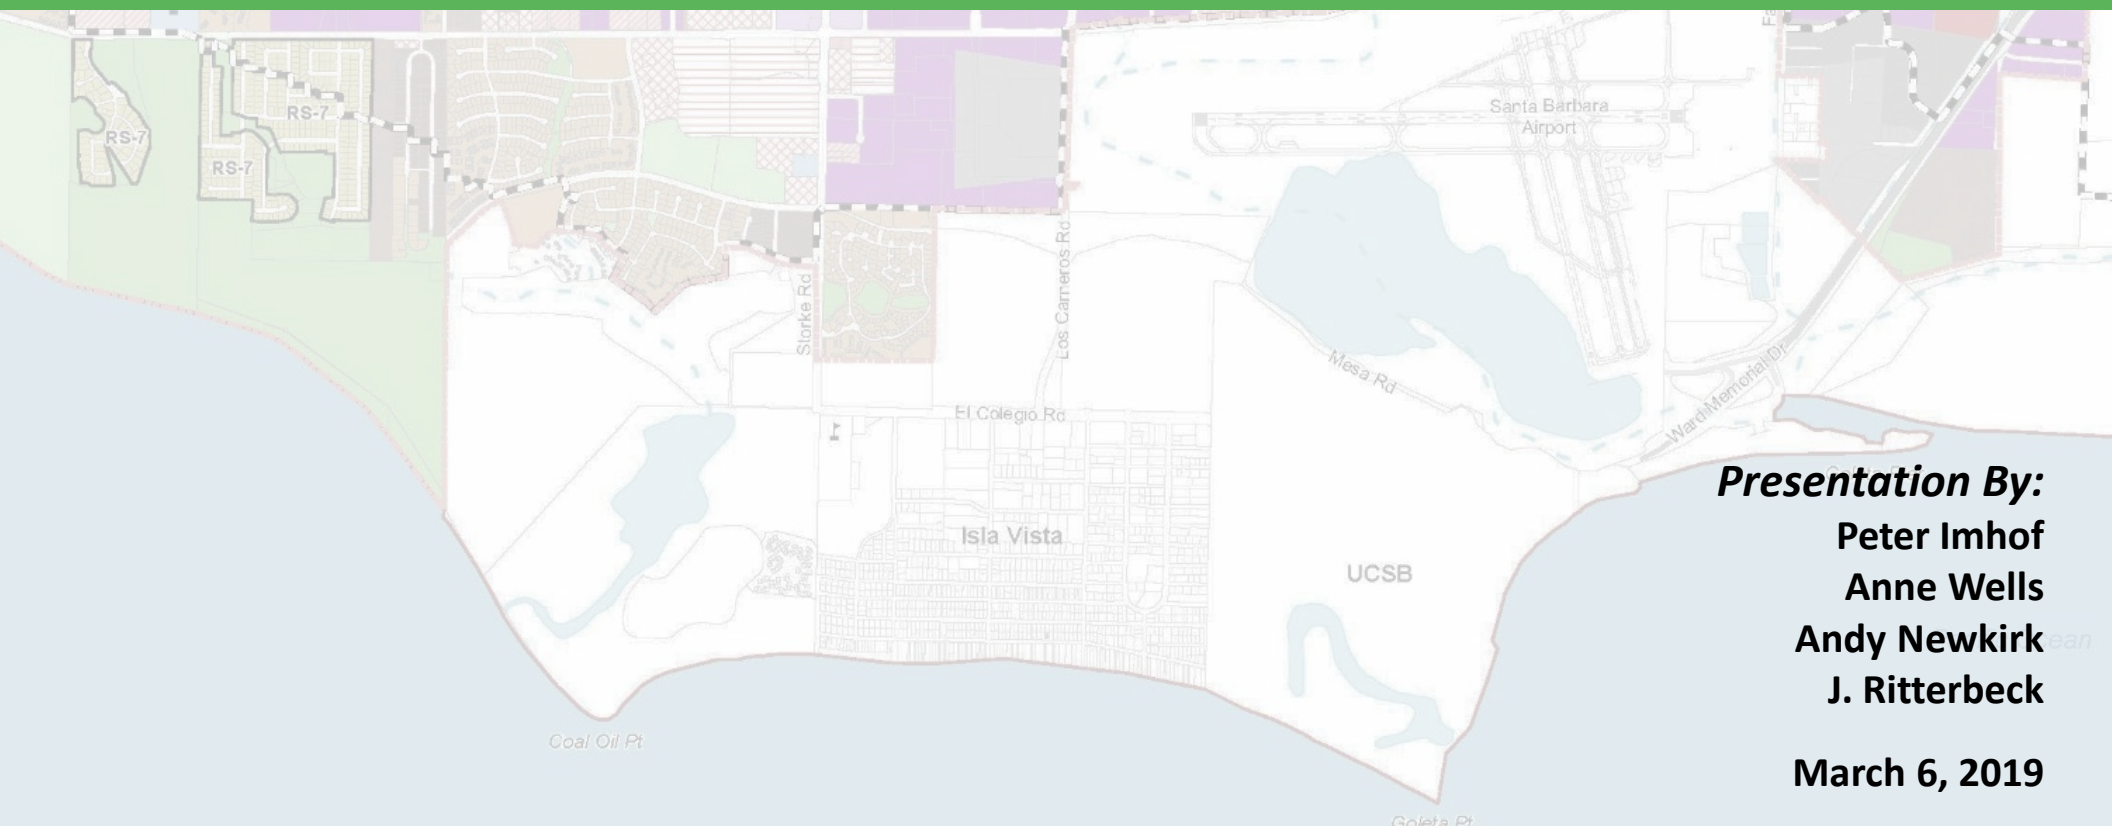 RS-7
RS-7
RS-7
Santa Barbara
Airport
Storke Rd
Los Carneros Rd
Mesa Rd
Ward Memorial Dr
El Colegio Rd
Isla Vista
UCSB
Coal Oil Pt
Goleta Pt
Presentation By:
Peter Imhof
Anne Wells
Andy Newkirk
J. Ritterbeck
March 6, 2019